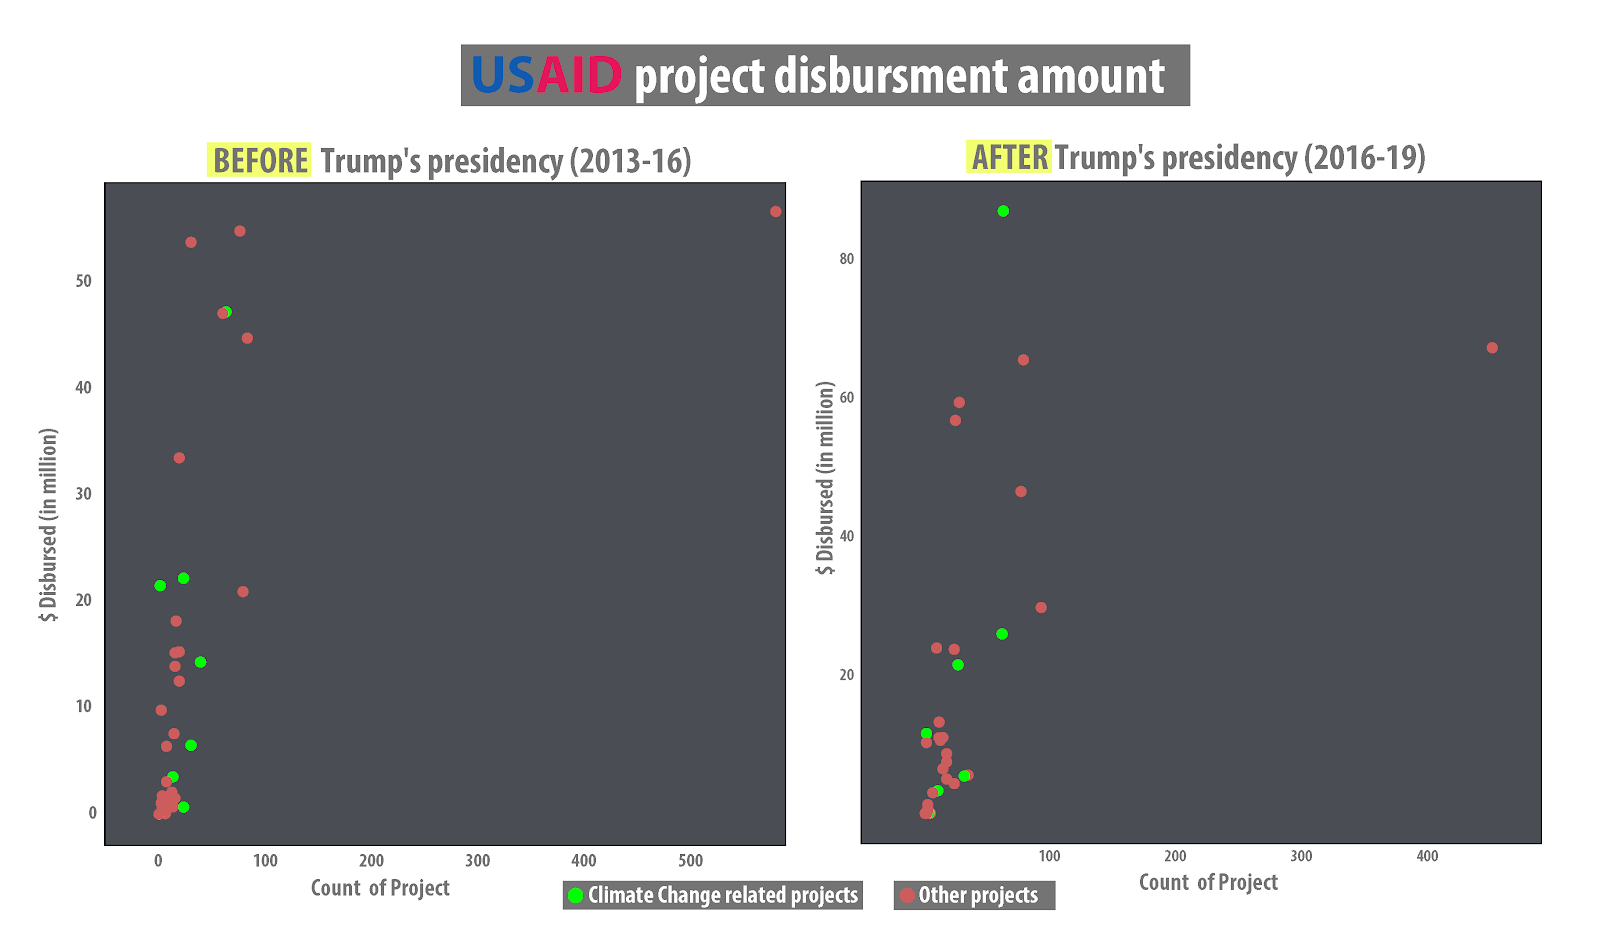 USAID project disbursment amount
BEFORE Trump's presidency (2013-16)
AFTER Trump's presidency (2016-19)
$ Disbursed (in million)
50
40
30
20
10
0
0 100 200 300 400 500
Count of Project
$ Disbursed (in million)
80
60
40
20
100 200 300 400
Count of Project
Climate Change related projects
Other projects